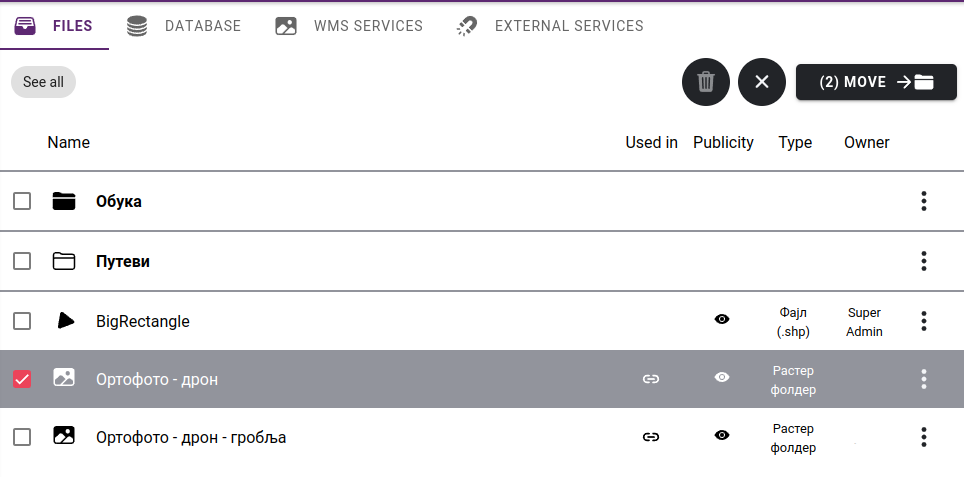 FILES DATABASE WMS SERVICES EXTERNAL SERVICES
See all (2) MOVE
Name Used in Publicity Type Owner
Обука
Путеви
BigRectangle Фајл (.shp) Super Admin
Ортофото - дрон Растер фолдер
Ортофото - дрон - гробља Растер фолдер